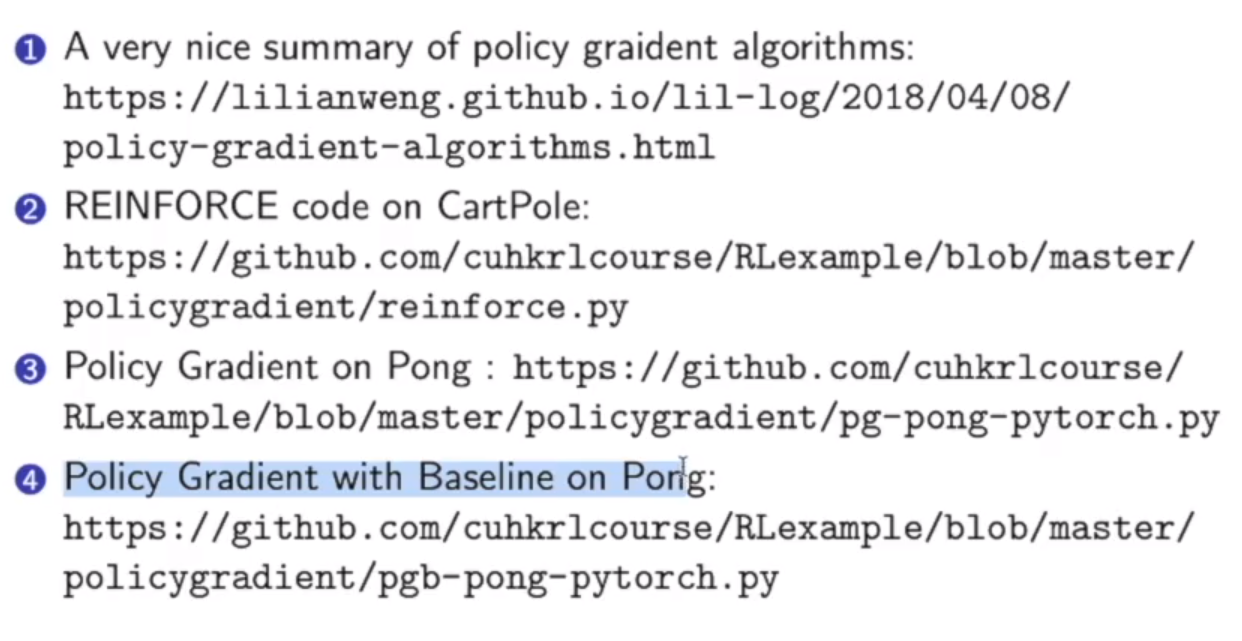 1 A very nice summary of policy graident algorithms:
https://lilianweng.github.io/lil-log/2018/04/08/
policy-gradient-algorithms.html
2 REINFORCE code on CartPole:
https://github.com/cuhkrlcourse/RLexample/blob/master/
policygradient/reinforce.py
3 Policy Gradient on Pong : https://github.com/cuhkrlcourse/
RLexample/blob/master/policygradient/pg-pong-pytorch.py
4 Policy Gradient with Baseline on Pong:
https://github.com/cuhkrlcourse/RLexample/blob/master/
policygradient/pgb-pong-pytorch.py